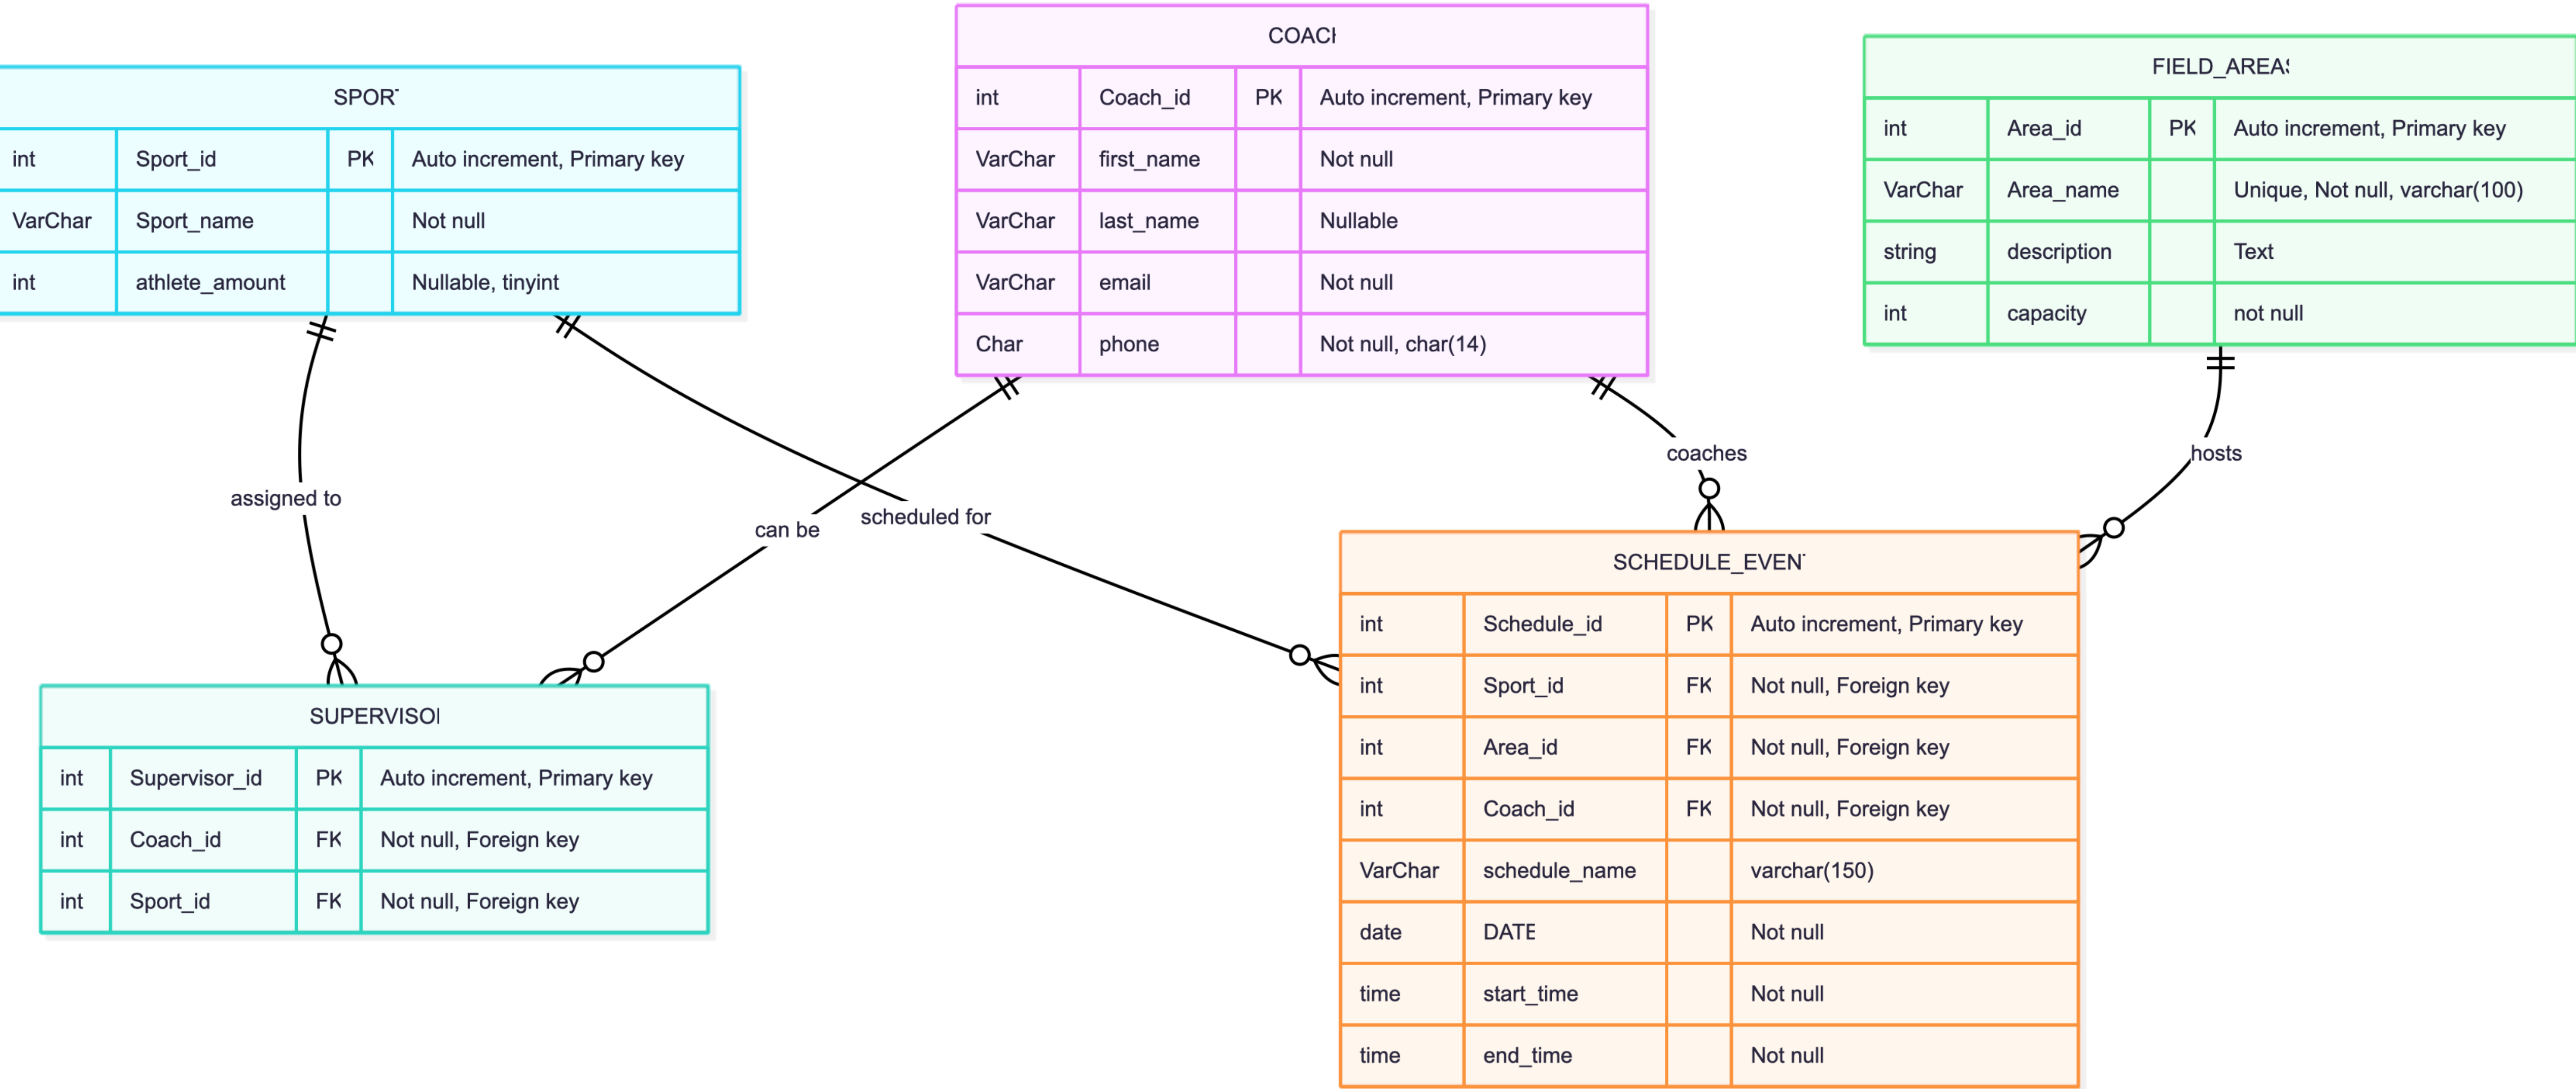 SPORT
int Sport_id PK Auto increment, Primary key
VarChar Sport_name Not null
int athlete_amount Nullable, tinyint
COACH
int Coach_id PK Auto increment, Primary key
VarChar first_name Not null
VarChar last_name Nullable
VarChar email Not null
Char phone Not null, char(14)
FIELD_AREAS
int Area_id PK Auto increment, Primary key
VarChar Area_name Unique, Not null, varchar(100)
string description Text
int capacity not null
assigned to
can be
scheduled for
coaches
hosts
SUPERVISOR
int Supervisor_id PK Auto increment, Primary key
int Coach_id FK Not null, Foreign key
int Sport_id FK Not null, Foreign key
SCHEDULE_EVENT
int Schedule_id PK Auto increment, Primary key
int Sport_id FK Not null, Foreign key
int Area_id FK Not null, Foreign key
int Coach_id FK Not null, Foreign key
VarChar schedule_name varchar(150)
date DATE Not null
time start_time Not null
time end_time Not null